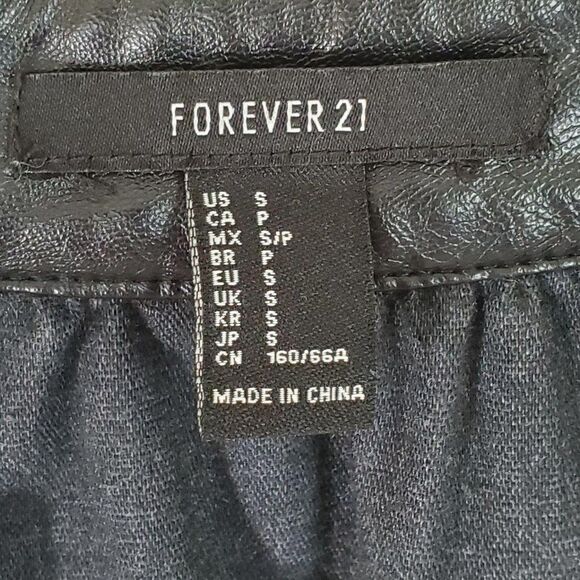 FOREVER 21
US S
CA P
MX S/P
BR P
EU S
UK S
KR S
JP S
CN 160/66A
MADE IN CHINA